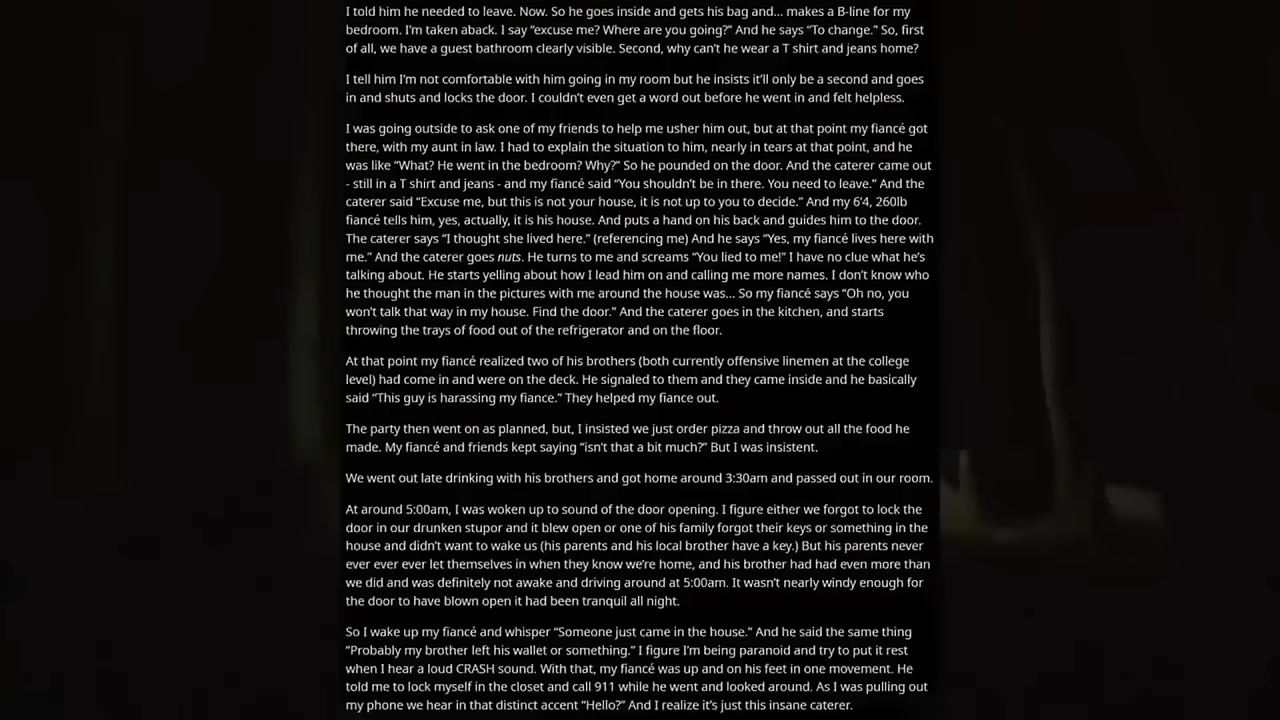 I told him he needed to leave. Now. So he goes inside and gets his bag and... makes a B-line for my
bedroom. I’m taken aback. I say “excuse me? Where are you going?” And he says “To change.” So, first
of all, we have a guest bathroom clearly visible. Second, why can’t he wear a T shirt and jeans home?
I tell him I’m not comfortable with him going in my room but he insists it’ll only be a second and goes
in and shuts and locks the door. I couldn’t even get a word out before he went in and felt helpless.
I was going outside to ask one of my friends to help me usher him out, but at that point my fiancé got
there, with my aunt in law. I had to explain the situation to him, nearly in tears at that point, and he
was like “What? He went in the bedroom? Why?” So he pounded on the door. And the caterer came out
- still in a T shirt and jeans - and my fiancé said “You shouldn’t be in there. You need to leave.” And the
caterer said “Excuse me, but this is not your house, it is not up to you to decide.” And my 6’4, 260lb
fiancé tells him, yes, actually, it is his house. And puts a hand on his back and guides him to the door.
The caterer says “I thought she lived here.” (referencing me) And he says “Yes, my fiancé lives here with
me.” And the caterer goes nuts. He turns to me and screams “You lied to me!” I have no clue what he’s
talking about. He starts yelling about how I lead him on and calling me more names. I don’t know who
he thought the man in the pictures with me around the house was... So my fiancé says “Oh no, you
won’t talk that way in my house. Find the door.” And the caterer goes in the kitchen, and starts
throwing the trays of food out of the refrigerator and on the floor.
At that point my fiancé realized two of his brothers (both currently offensive linemen at the college
level) had come in and were on the deck. He signaled to them and they came inside and he basically
said “This guy is harassing my fiance.” They helped my fiance out.
The party then went on as planned, but, I insisted we just order pizza and throw out all the food he
made. My fiancé and friends kept saying “isn’t that a bit much?” But I was insistent.
We went out late drinking with his brothers and got home around 3:30am and passed out in our room.
At around 5:00am, I was woken up to sound of the door opening. I figure either we forgot to lock the
door in our drunken stupor and it blew open or one of his family forgot their keys or something in the
house and didn’t want to wake us (his parents and his local brother have a key.) But his parents never
ever ever ever let themselves in when they know we’re home, and his brother had had even more than
we did and was definitely not awake and driving around at 5:00am. It wasn’t nearly windy enough for
the door to have blown open it had been tranquil all night.
So I wake up my fiancé and whisper “Someone just came in the house.” And he said the same thing
“Probably my brother left his wallet or something.” I figure I’m being paranoid and try to put it rest
when I hear a loud CRASH sound. With that, my fiancé was up and on his feet in one movement. He
told me to lock myself in the closet and call 911 while he went and looked around. As I was pulling out
my phone we hear in that distinct accent “Hello?” And I realize it’s just this insane caterer.